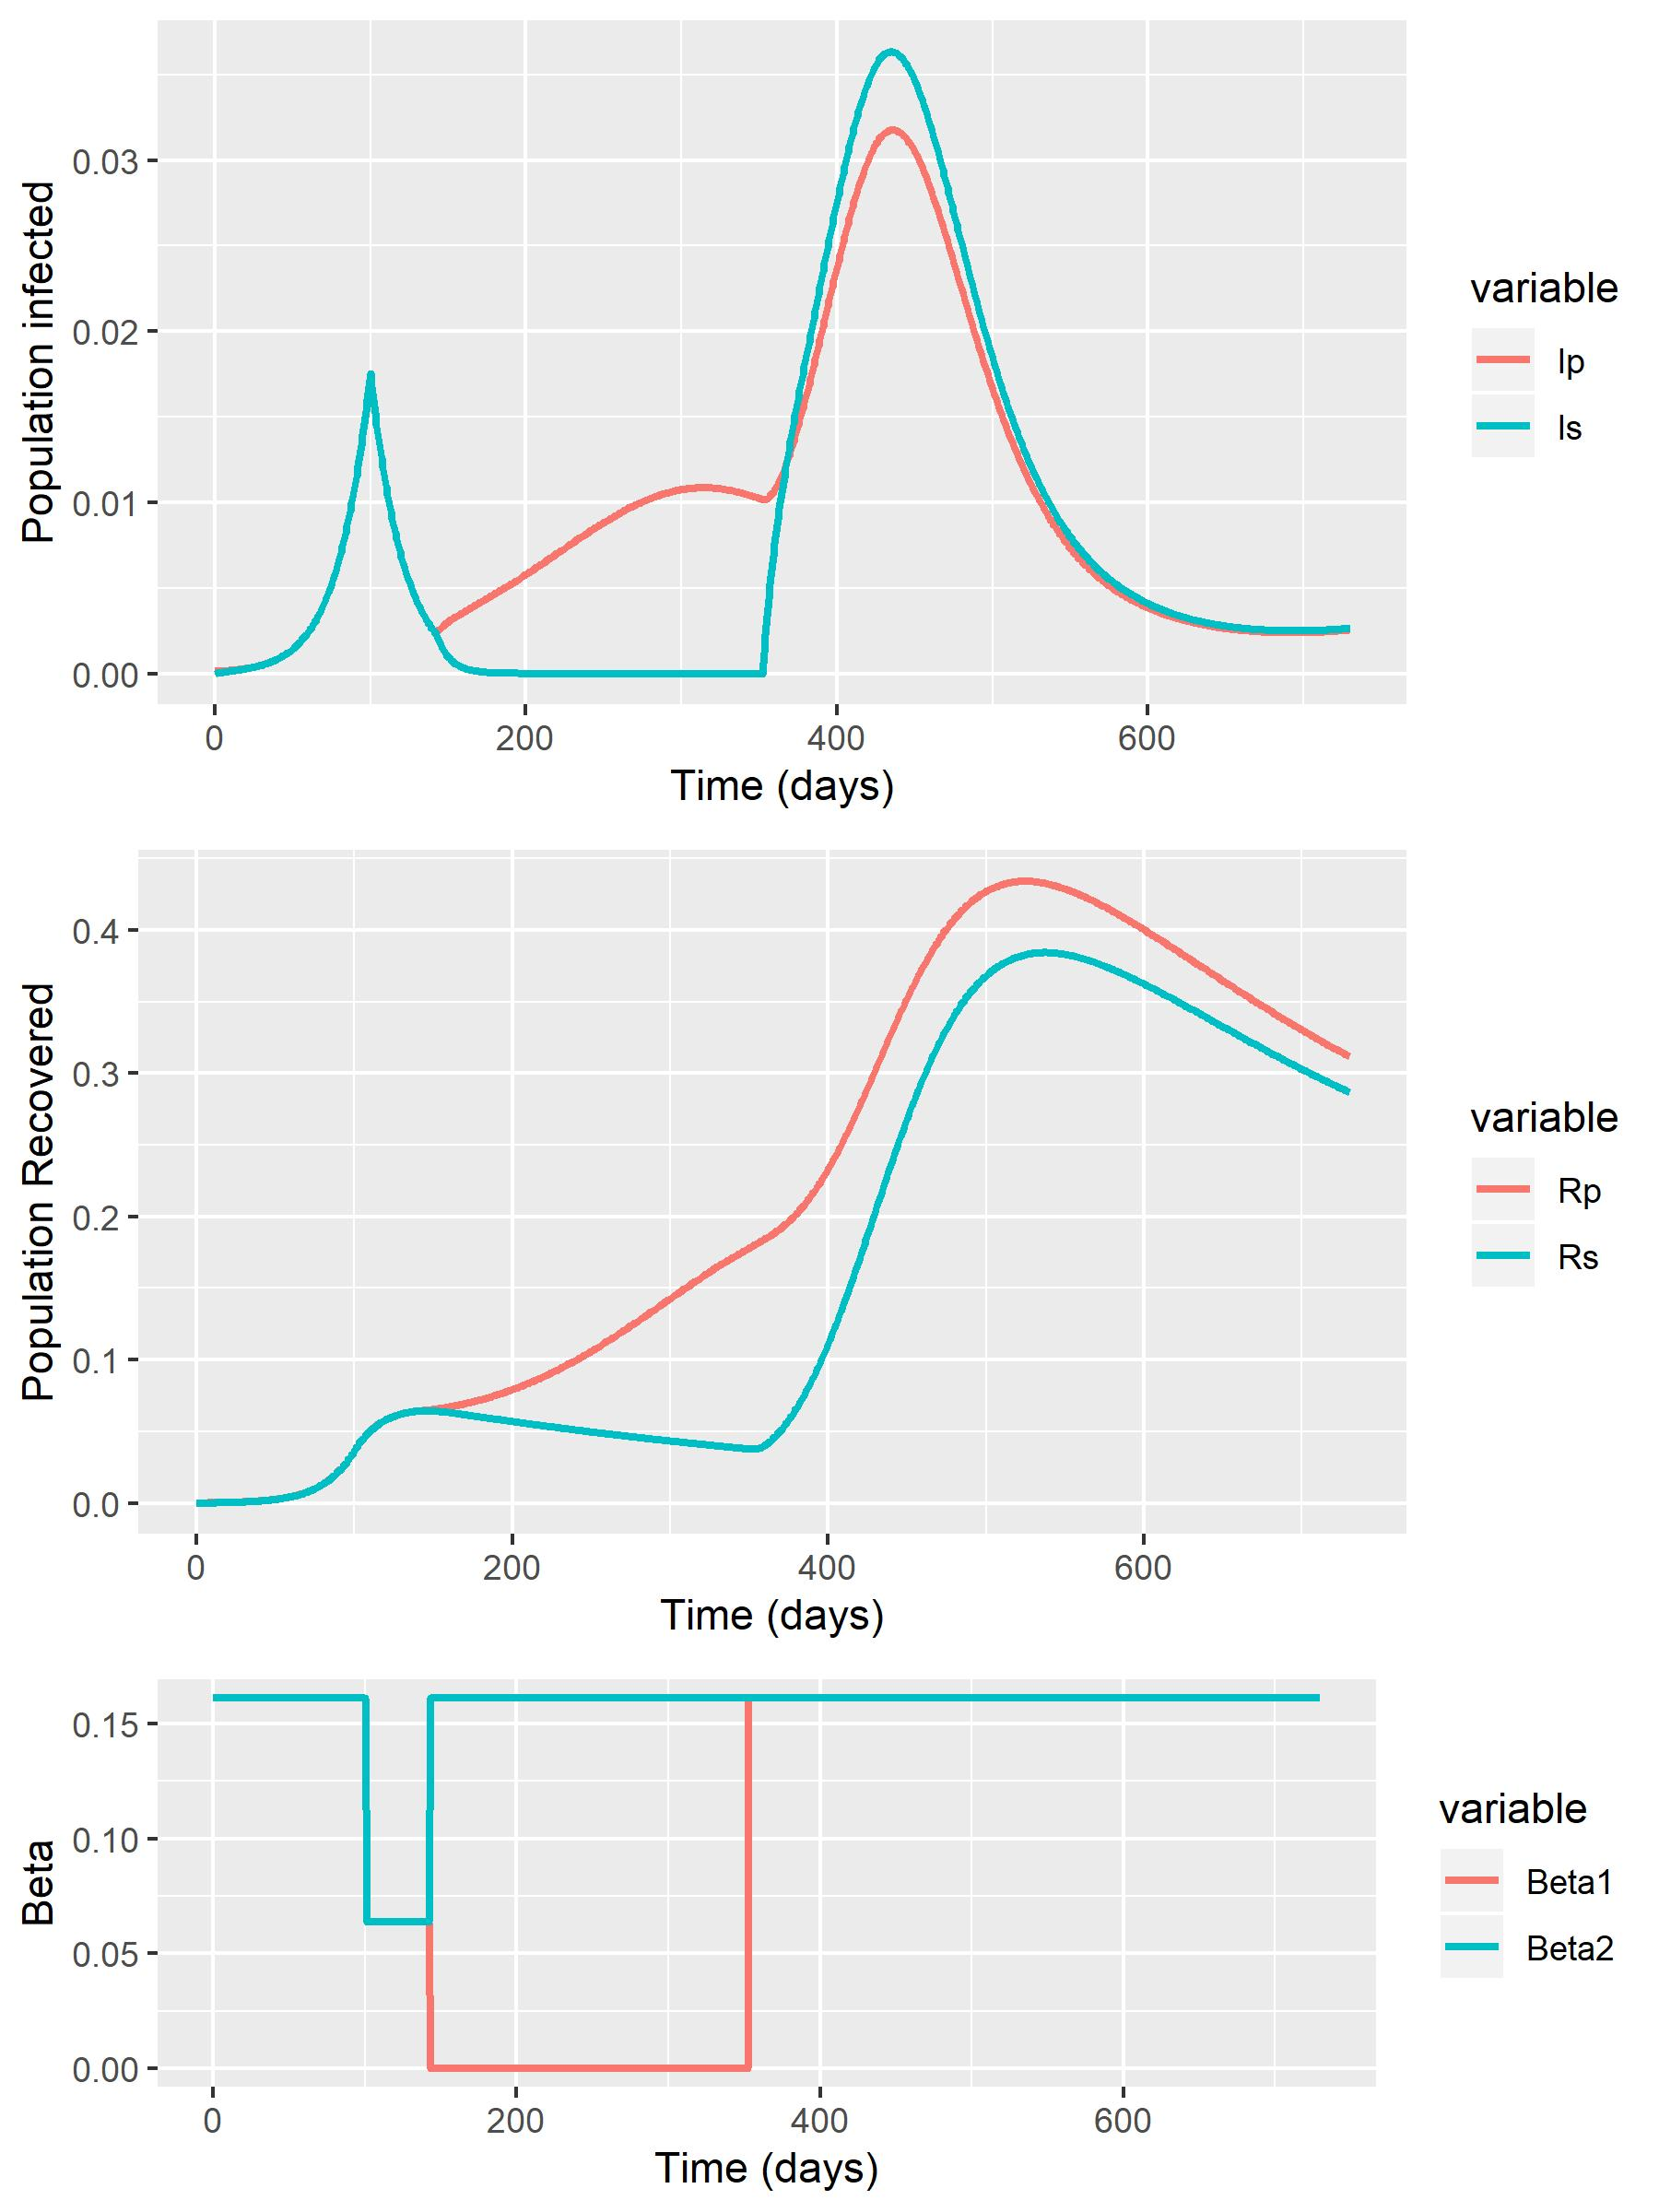 Population infected
0.03
0.02
0.01
0.00
0
200
400
600
Time (days)
variable
Ip
Is
Population Recovered
0.4
0.3
0.2
0.1
0.0
0
200
400
600
Time (days)
variable
Rp
Rs
Beta
0.15
0.10
0.05
0.00
0
200
400
600
Time (days)
variable
Beta1
Beta2